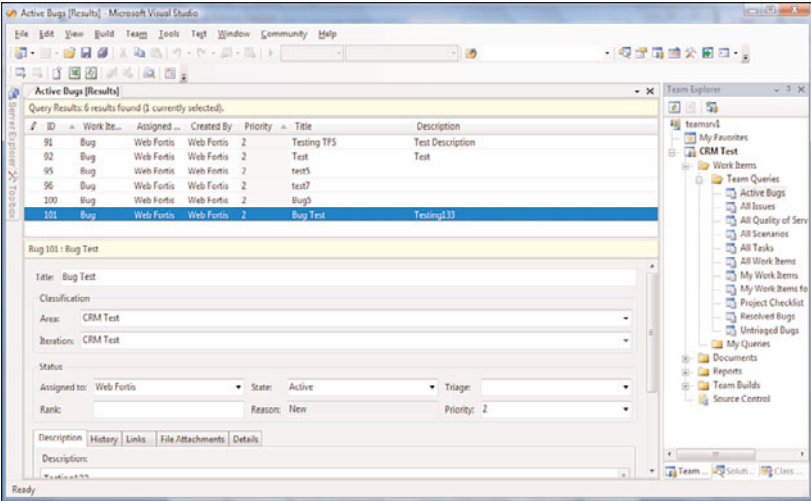 Active Bugs [Results] - Microsoft Visual Studio
File Edit View Build Team Tools Test Window Community Help
Active Bugs [Results]
Team Explorer
Server Explorer
Toolbox
Query Results: 6 results found (1 currently selected).
ID Work Ite... Assigned ... Created By Priority Title Description
91 Bug Web Fortis Web Fortis 2 Testing TFS Test Description
92 Bug Web Fortis Web Fortis 2 Test Test
95 Bug Web Fortis Web Fortis 2 test5
96 Bug Web Fortis Web Fortis 2 test7
100 Bug Web Fortis Web Fortis 2 Bug5
101 Bug Web Fortis Web Fortis 2 Bug Test Testing133
Bug 101 : Bug Test
Title: Bug Test
Classification
Area: CRM Test
Iteration: CRM Test
Status
Assigned to: Web Fortis State: Active Triage:
Rank: Reason: New Priority: 2
Description History Links File Attachments Details
Description:
Testing133
teamsrv1
My Favorites
CRM Test
Work Items
Team Queries
Active Bugs
All Issues
All Quality of Serv
All Scenarios
All Tasks
All Work Items
My Work Items
My Work Items fo
Project Checklist
Resolved Bugs
Untriaged Bugs
My Queries
Documents
Reports
Team Builds
Source Control
Team ... Soluti... Class ...
Ready